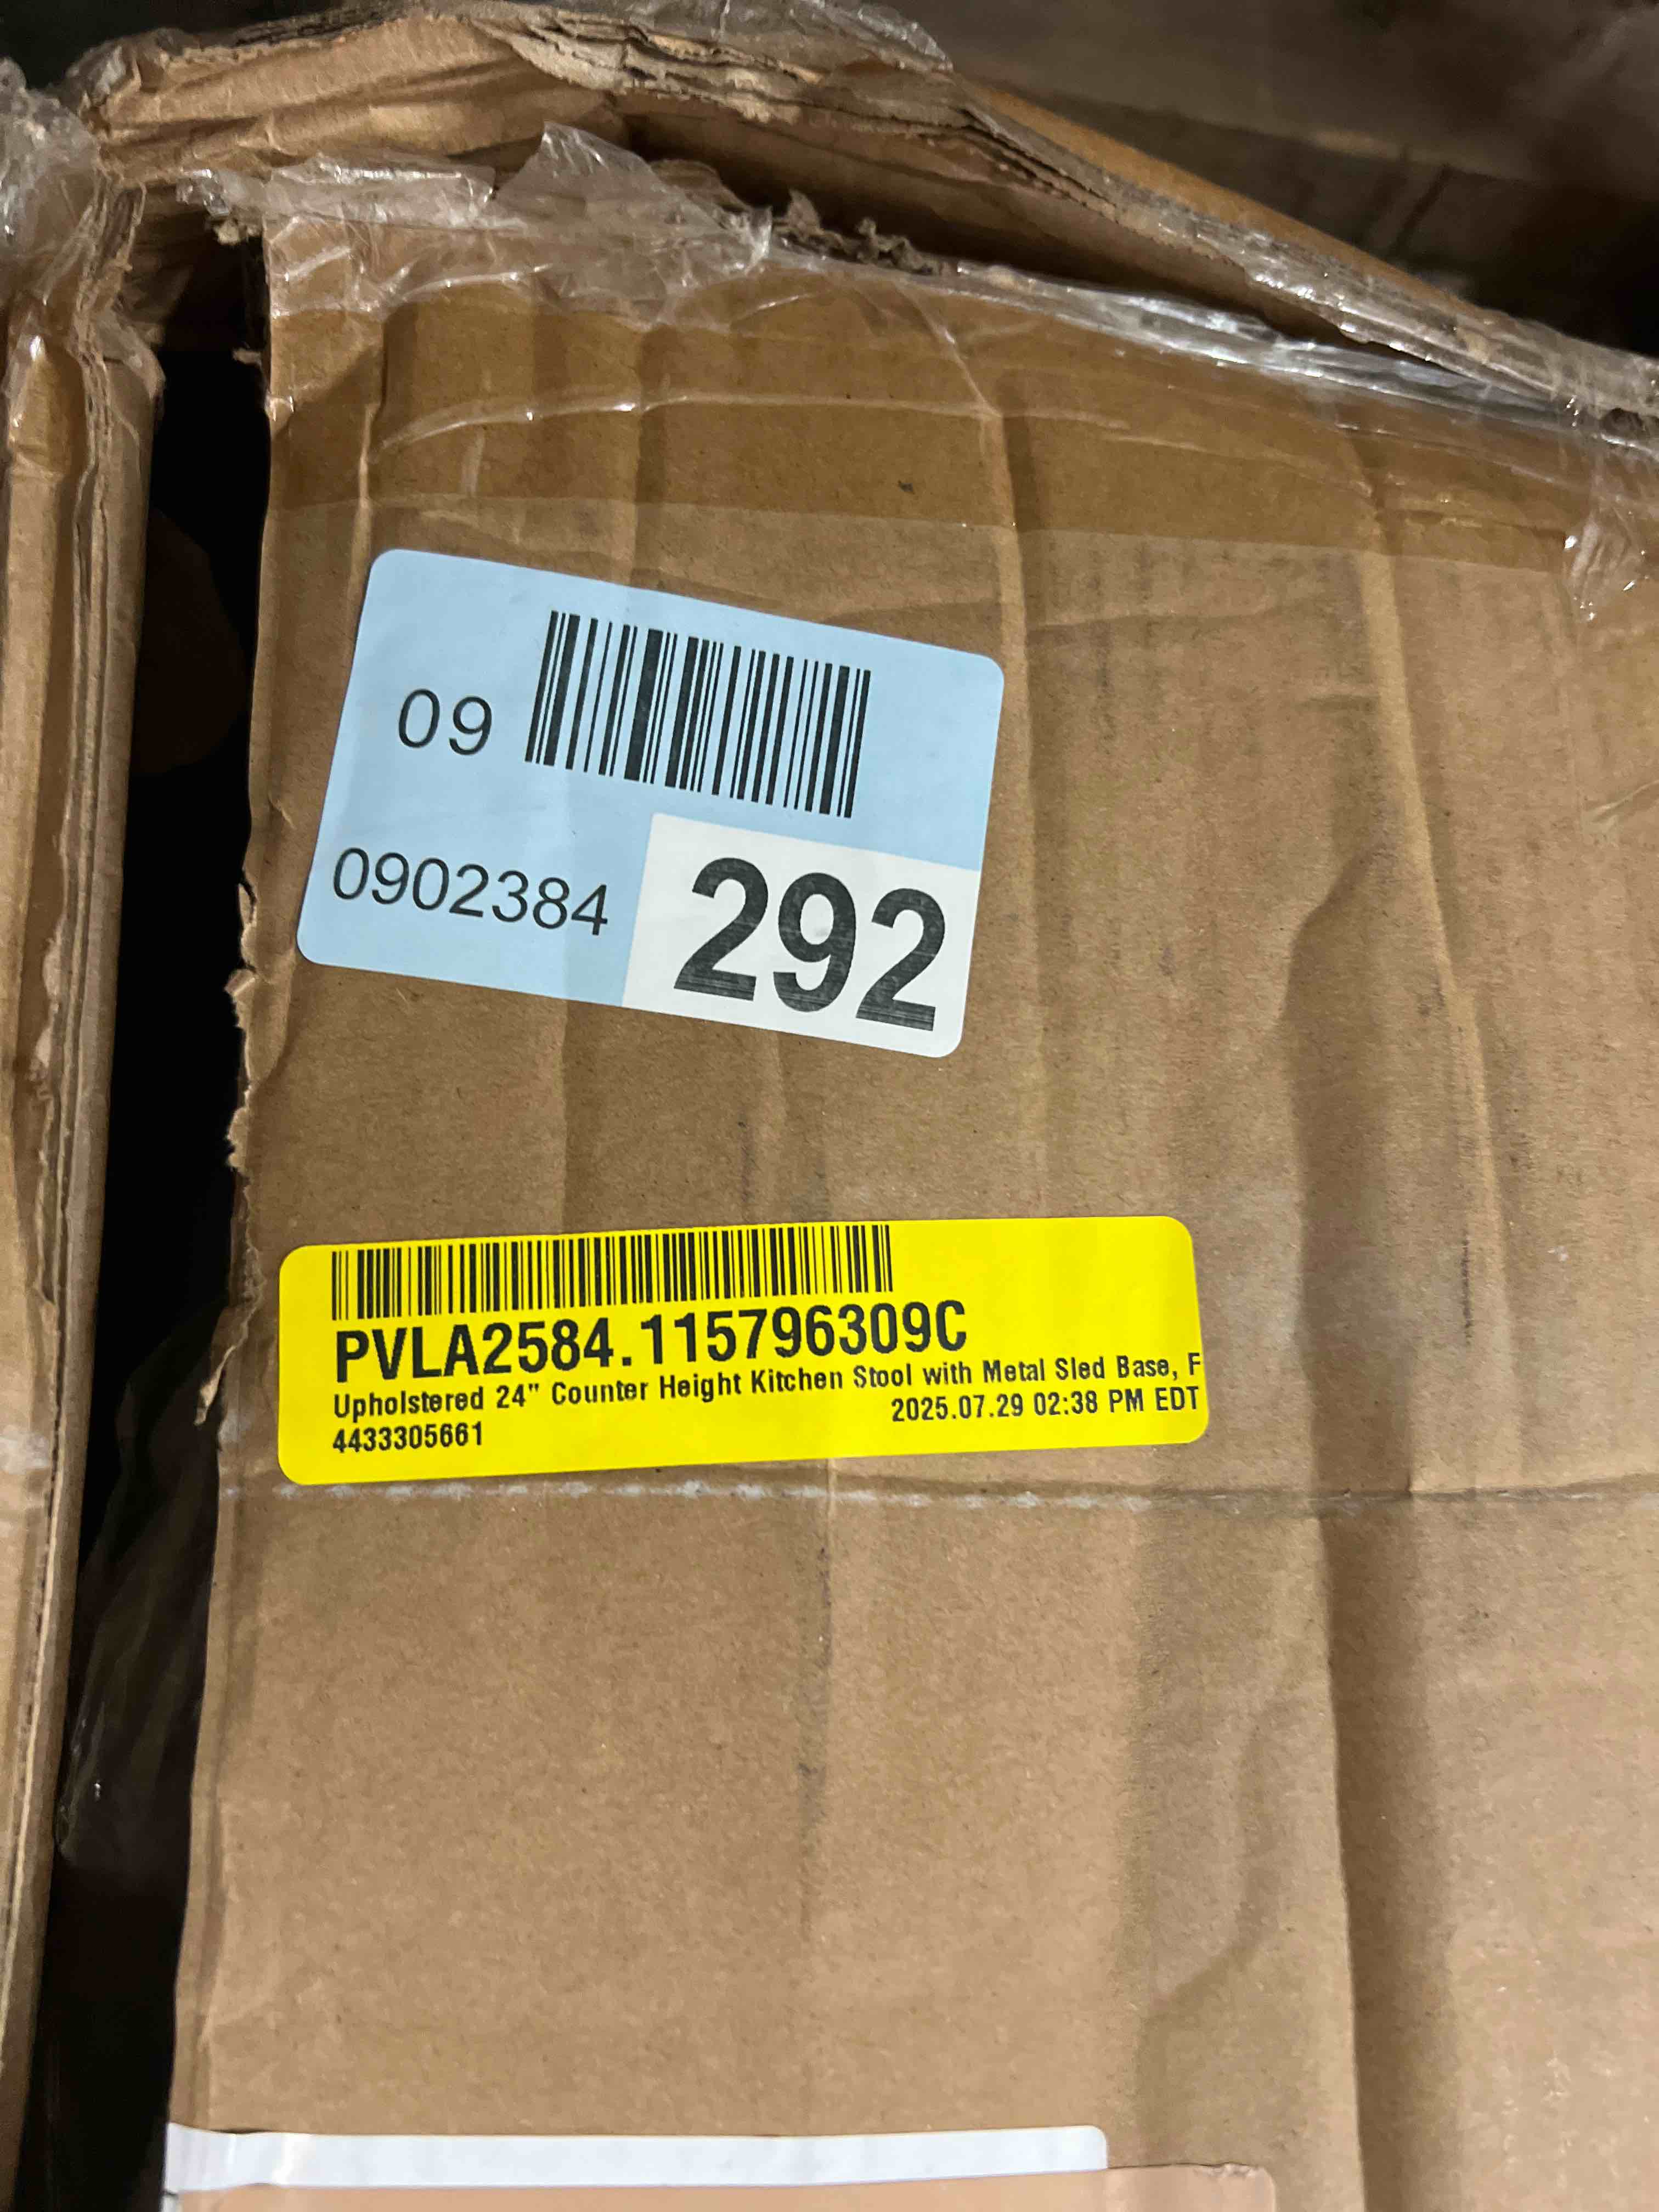 09
0902384
292
PVLA2584.115796309C
Upholstered 24" Counter Height Kitchen Stool with Metal Sled Base, F
2025.07.29 02:38 PM EDT
4433305661